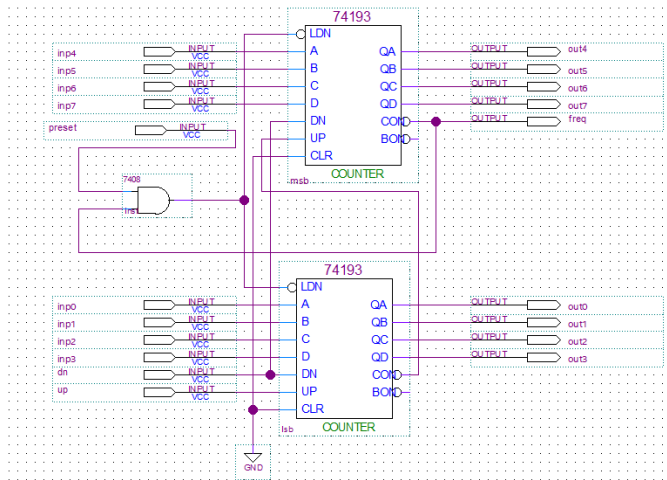 74193
LDN
inp4 INPUT VCC A QA OUTPUT out4
inp5 INPUT VCC B QB OUTPUT out5
inp6 INPUT VCC C QC OUTPUT out6
inp7 INPUT VCC D QD OUTPUT out7
DN CON OUTPUT freq
preset INPUT VCC UP BON
CLR
msb COUNTER
7408
74193
LDN
inp0 INPUT VCC A QA OUTPUT out0
inp1 INPUT VCC B QB OUTPUT out1
inp2 INPUT VCC C QC OUTPUT out2
inp3 INPUT VCC D QD OUTPUT out3
dn INPUT VCC DN CON
up INPUT VCC UP BON
CLR
lsb COUNTER
GND